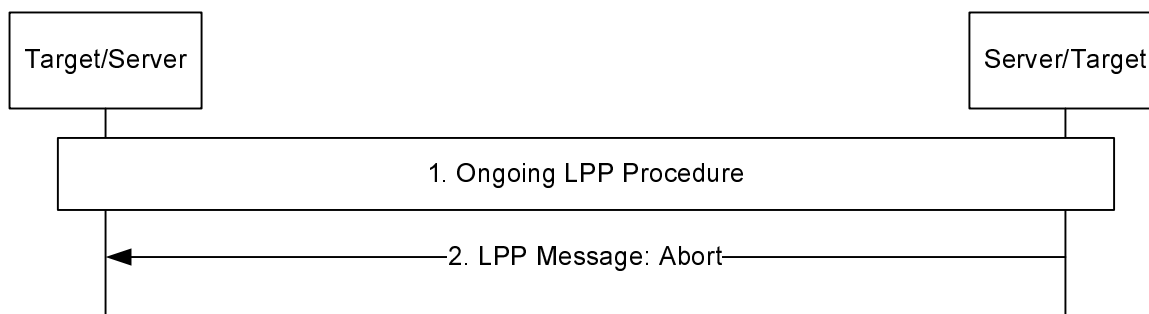 Target/Server
Server/Target
1. Ongoing LPP Procedure
2. LPP Message: Abort